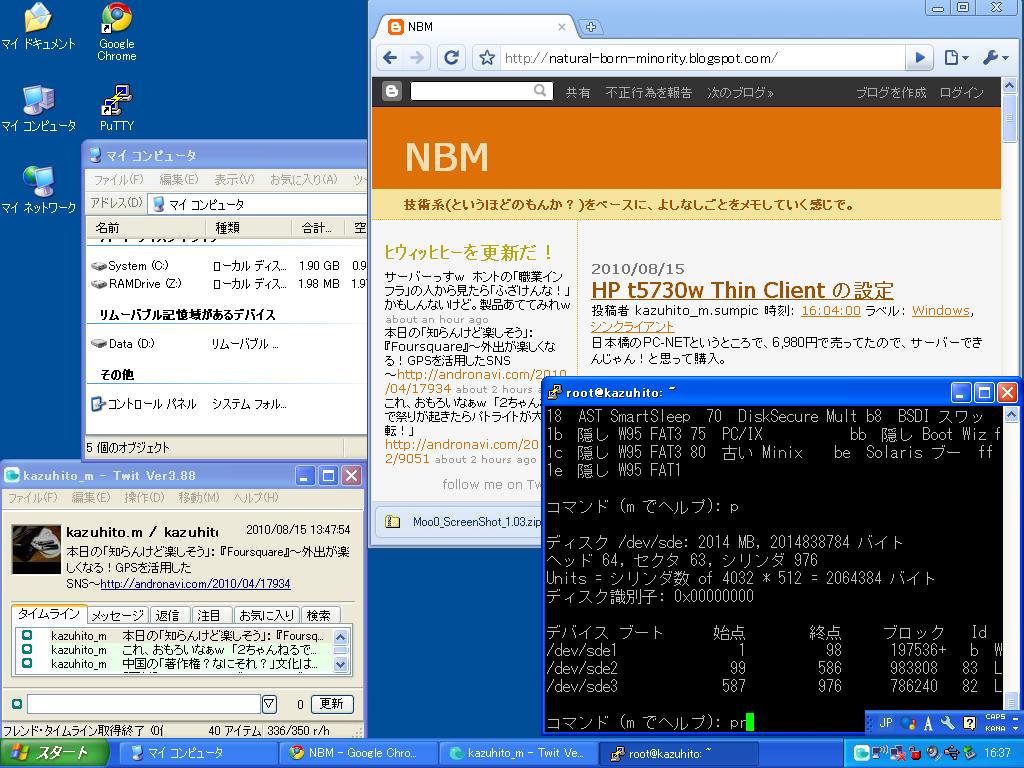 マイ ドキュメント
Google
Chrome
マイ コンピュータ
PuTTY
マイ ネットワーク
マイ コンピュータ
ファイル(F) 編集(E) 表示(V) お気に入り(A) ツ
アドレス(D) マイ コンピュータ
名前 種類 合計... 空
System (C:) ローカル ディス... 1.90 GB 0.9
RAMDrive (Z:) ローカル ディス... 1.98 MB 1.9
リムーバブル記憶域があるデバイス
Data (D:) リムーバブル ...
その他
コントロール パネル システム フォル...
5 個のオブジェクト
NBM
http://natural-born-minority.blogspot.com/
共有 不正行為を報告 次のブログ» ブログを作成 ログイン
NBM
技術系(というほどのもんか？)をベースに、よしなしごとをメモしていく感じで。
ﾄｳｨｯﾄﾋｰを更新だ！
サーバーっすｗ ホントの「職業イン
フラ」の人から見たら「ふざけんな！」
かもしんないけど。製品あててみれｗ
about an hour ago
本日の「知らんけど楽しそう」:
『Foursquare』～外出が楽しくな
る！GPSを活用したSNS
～http://andronavi.com/2010
/04/17934 about 2 hours a
これ、おもろいなぁｗ 「2ちゃん
で祭りが起きたらパトライトが大
転！」
http://andronavi.com/20
2/9051 about 2 hours ago
follow me on Tw
2010/08/15
HP t5730w Thin Client の設定
投稿者 kazuhito_m.sumpic 時刻: 16:04:00 ラベル: Windows,
シンクライアント
日本橋のPC-NETというところで、6,980円で売ってたので、サーバーでき
んじゃん！と思って購入。
Moo0_ScreenShot_1.03.zip
kazuhito_m - Twit Ver3.88
ファイル(F) 編集(E) 操作(D) 移動(M) ヘルプ(H)
kazuhito.m / kazuhito 2010/08/15 13:47:54
本日の「知らんけど楽しそう」:『Foursquare』～外出が楽
しくなる！GPSを活用した
SNS～http://andronavi.com/2010/04/17934
タイムライン メッセージ 返信 注目 お気に入り 検索
kazuhito_m 本日の「知らんけど楽しそう」:『Foursq...
kazuhito_m これ、おもろいなぁｗ 「2ちゃんねるで...
kazuhito_m 中国の「著作権？なにそれ？」文化は...
0 更新
フレンド・タイムライン取得終了 (0f 40 アイテム 336/350 r/h
root@kazuhito: ~
18 AST SmartSleep 70 DiskSecure Mult b8 BSDI スワッ
1b 隠し W95 FAT3 75 PC/IX bb 隠し Boot Wiz f
1c 隠し W95 FAT3 80 古い Minix be Solaris ブー ff
1e 隠し W95 FAT1
コマンド (m でヘルプ): p
ディスク /dev/sde: 2014 MB, 2014838784 バイト
ヘッド 64, セクタ 63, シリンダ 976
Units = シリンダ数 of 4032 * 512 = 2064384 バイト
ディスク識別子: 0x00000000
デバイス ブート 始点 終点 ブロック Id
/dev/sde1 1 98 197536+ b W
/dev/sde2 99 586 983808 83 L
/dev/sde3 587 976 786240 82 L
コマンド (m でヘルプ): pr
JP A CAPS KANA
スタート マイ コンピュータ NBM - Google Chro... kazuhito_m - Twit Ve... root@kazuhito: ~ 16:37